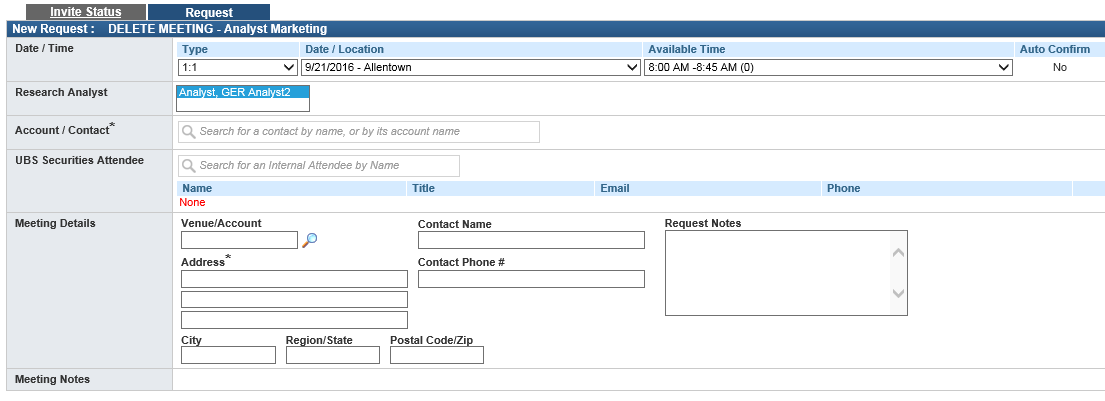 Invite Status Request
New Request : DELETE MEETING - Analyst Marketing
Date / Time Type Date / Location Available Time Auto Confirm
1:1 9/21/2016 - Allentown 8:00 AM -8:45 AM (0) No
Research Analyst Analyst, GER Analyst2
Account / Contact* Search for a contact by name, or by its account name
UBS Securities Attendee Search for an Internal Attendee by Name
Name Title Email Phone
None
Meeting Details Venue/Account Contact Name Request Notes
Address* Contact Phone #
City Region/State Postal Code/Zip
Meeting Notes